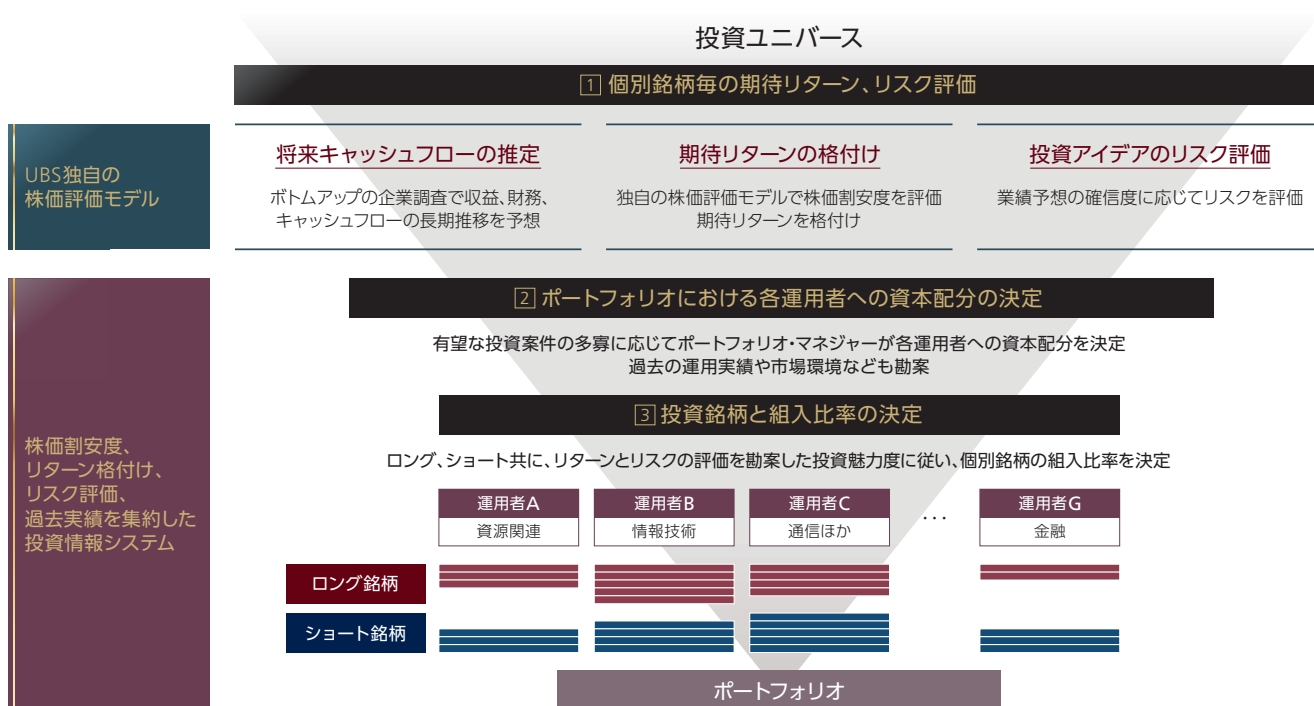 投資ユニバース
1 個別銘柄毎の期待リターン、リスク評価
UBS独自の
株価評価モデル
将来キャッシュフローの推定
ボトムアップの企業調査で収益、財務、
キャッシュフローの長期推移を予想
期待リターンの格付け
独自の株価評価モデルで株価割安度を評価
期待リターンを格付け
投資アイデアのリスク評価
業績予想の確信度に応じてリスクを評価
2 ポートフォリオにおける各運用者への資本配分の決定
有望な投資案件の多寡に応じてポートフォリオ・マネジャーが各運用者への資本配分を決定
過去の運用実績や市場環境なども勘案
3 投資銘柄と組入比率の決定
ロング、ショート共に、リターンとリスクの評価を勘案した投資魅力度に従い、個別銘柄の組入比率を決定
株価割安度、
リターン格付け、
リスク評価、
過去実績を集約した
投資情報システム
運用者A
資源関連
運用者B
情報技術
運用者C
通信ほか
...
運用者G
金融
ロング銘柄
ショート銘柄
ポートフォリオ